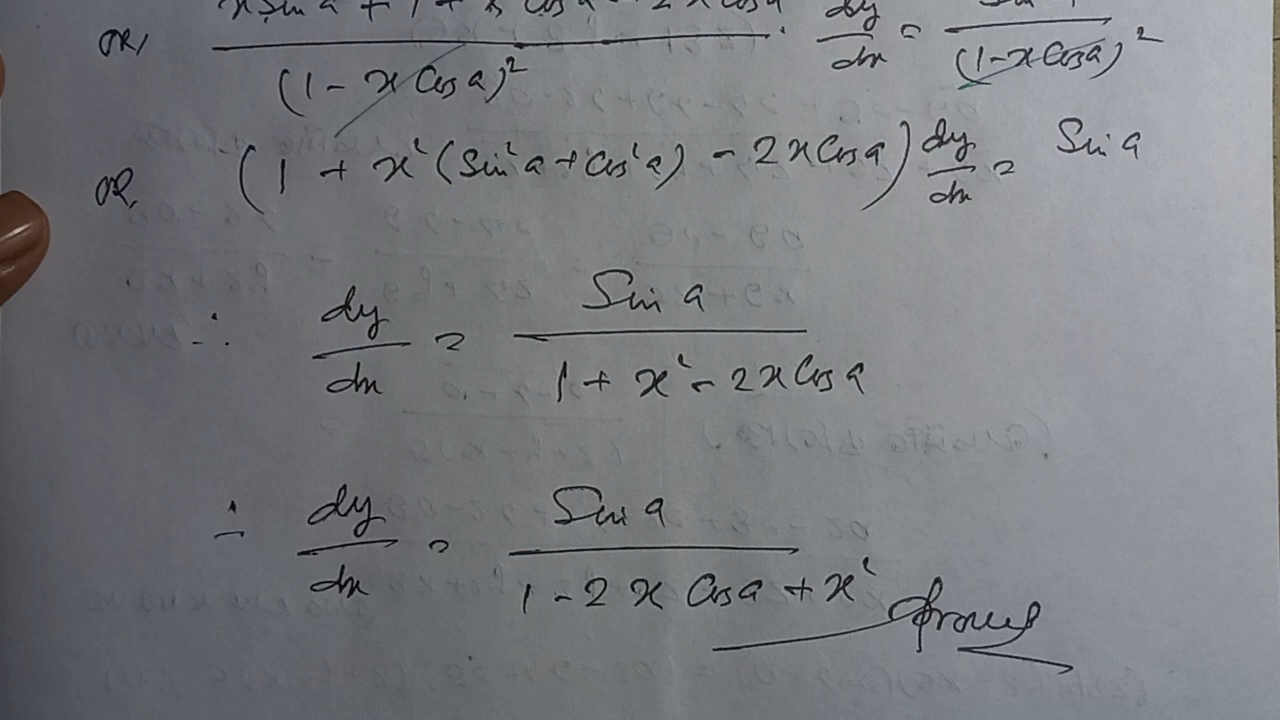 OR, (1 - x Cos a)² . dy/dx = (1 - x Cos a)²
OR, (1 + x² (Sin²a + Cos²a) - 2x Cos a) dy/dx = Sin a
∴ dy/dx = Sin a / 1 + x² - 2x Cos a
∴ dy/dx = Sin a / 1 - 2x Cos a + x² Proved